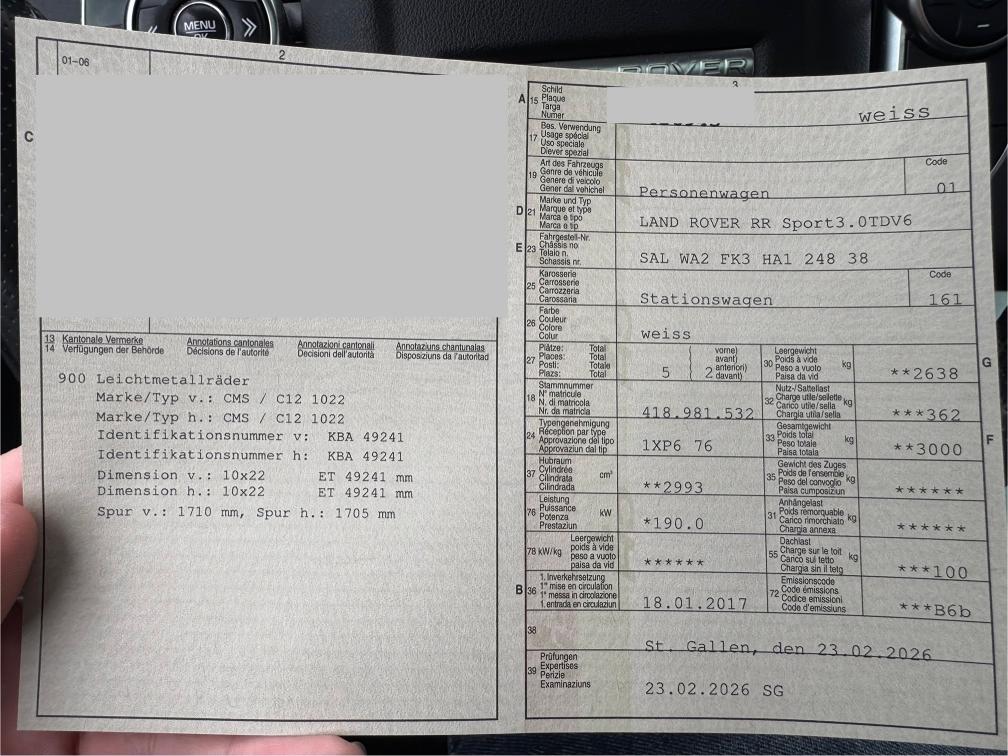 MENU
OK
ROVER
01-06
2
C
13 Kantonale Vermerke Annotations cantonales Annotazioni cantonali Annotaziuns chantunalas
14 Verfügungen der Behörde Décisions de l'autorité Decisioni dell'autorità Disposiziuns da l'autoritad
900 Leichtmetallräder
Marke/Typ v.: CMS / C12 1022
Marke/Typ h.: CMS / C12 1022
Identifikationsnummer v: KBA 49241
Identifikationsnummer h: KBA 49241
Dimension v.: 10x22 ET 49241 mm
Dimension h.: 10x22 ET 49241 mm
Spur v.: 1710 mm, Spur h.: 1705 mm
3
A 15 Schild
Plaque
Targa
Numer
weiss
17 Bes. Verwendung
Usage spécial
Uso speciale
Diever spezial
19 Art des Fahrzeugs
Genre de véhicule
Genere di veicolo
Gener dal vehichel
Personenwagen
Code
01
D 21 Marke und Typ
Marque et type
Marca e tipo
Marca e tip
LAND ROVER RR Sport3.0TDV6
E 23 Fahrgestell-Nr.
Châssis no
Telaio n.
Schassis nr.
SAL WA2 FK3 HA1 248 38
25 Karosserie
Carrosserie
Carrozzeria
Carossaria
Stationswagen
Code
161
26 Farbe
Couleur
Colore
Colur
weiss
27 Plätze: Total
Places: Total
Posti: Totale
Plazs: Total
5
2
vorne)
avant)
anteriori)
davant)
30 Leergewicht
Poids à vide
Peso a vuoto
Paisa da vid
kg
**2638
G
18 Stammnummer
N° matricule
N. di matricola
Nr. da matricla
418.981.532
32 Nutz-/Sattellast
Charge utile/sellette
Carico utile/sella
Chargia utila/sella
kg
***362
24 Typengenehmigung
Réception par type
Approvazione del tipo
Approvaziun dal tip
1XP6 76
33 Gesamtgewicht
Poids total
Peso totale
Paisa totala
kg
**3000
F
37 Hubraum
Cylindrée
Cilindrata
Cilindrada
cm³
**2993
35 Gewicht des Zuges
Poids de l'ensemble
Peso del convoglio
Paisa cumposiziun
kg
******
76 Leistung
Puissance
Potenza
Prestaziun
kW
*190.0
31 Anhängelast
Poids remorquable
Carico rimorchiato
Chargia annexa
kg
******
78 kW/kg
Leergewicht
poids à vide
peso a vuoto
paisa da vid
******
55 Dachlast
Charge sur le toit
Carico sul tetto
Chargia sin il tetg
kg
***100
B 36 1. Inverkehrsetzung
1re mise en circulation
1a messa in circolazione
1. entrada en circulaziun
18.01.2017
72 Emissionscode
Code émissions
Codice emissioni
Code d'emissiuns
***B6b
38
St. Gallen, den 23.02.2026
39 Prüfungen
Expertises
Perizie
Examinaziuns
23.02.2026 SG